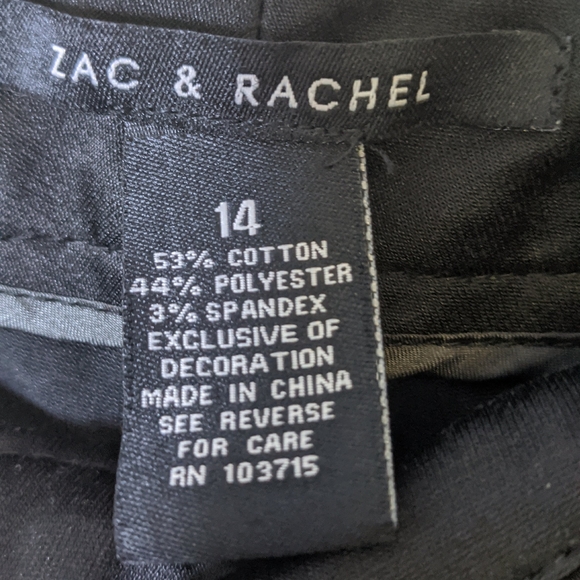 ZAC & RACHEL
14
53% COTTON
44% POLYESTER
3% SPANDEX
EXCLUSIVE OF
DECORATION
MADE IN CHINA
SEE REVERSE
FOR CARE
RN 103715